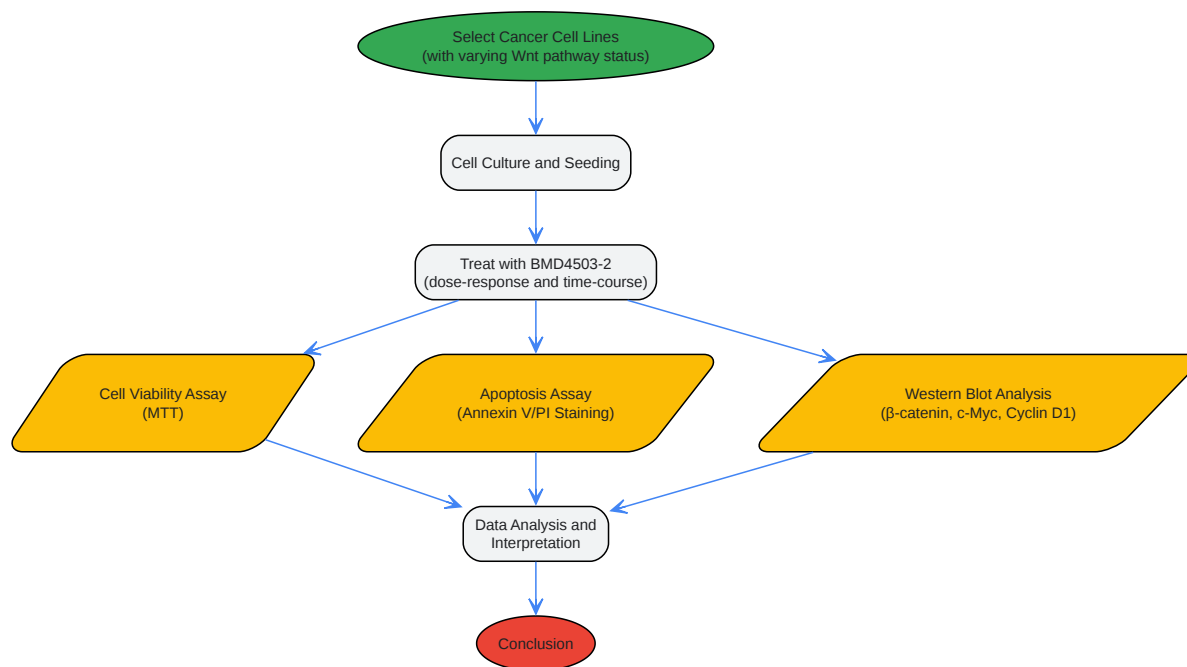 Select Cancer Cell Lines
(with varying Wnt pathway status)
Cell Culture and Seeding
Treat with BMD4503-2
(dose-response and time-course)
Cell Viability Assay
(MTT)
Apoptosis Assay
(Annexin V/PI Staining)
Western Blot Analysis
(β-catenin, c-Myc, Cyclin D1)
Data Analysis and
Interpretation
Conclusion